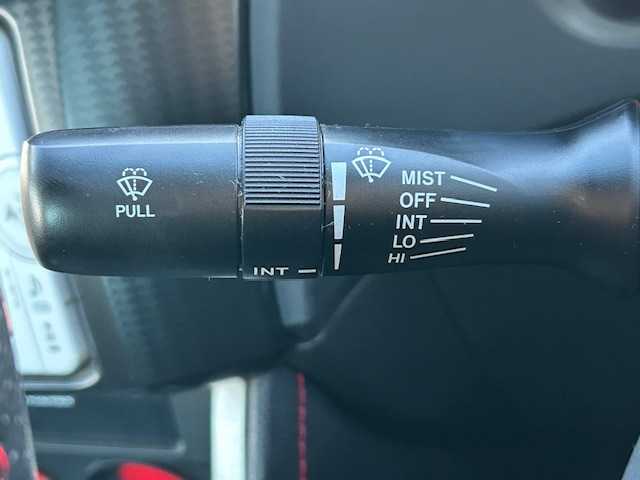 PULL
INT
MIST
OFF
INT
LO
HI